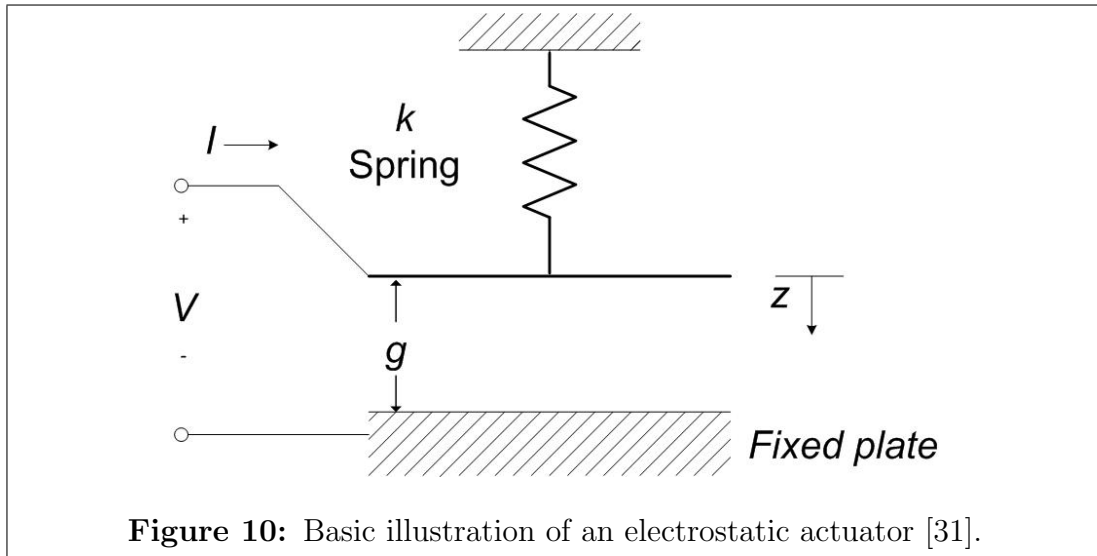 I
k
Spring
+
V
-
g
z
Fixed plate
Figure 10: Basic illustration of an electrostatic actuator [31].